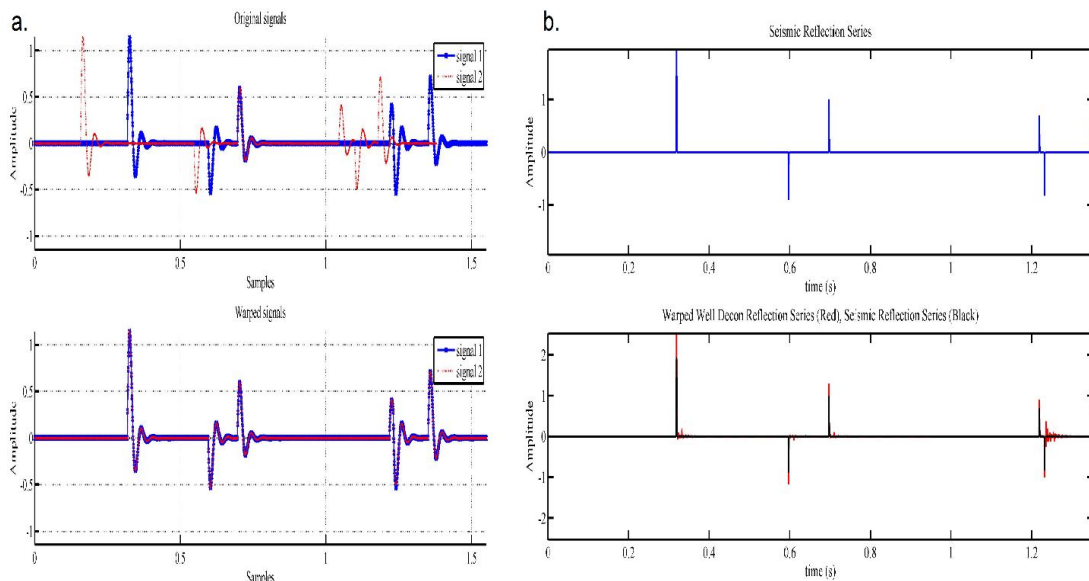 a.
Original signals
signal 1
signal 2
1
0.5
0
-0.5
-1
Amplitude
0
0.5
1
1.5
Samples
Warped signals
signal 1
signal 2
1
0.5
0
-0.5
-1
Amplitude
0
0.5
1
1.5
Samples
b.
Seismic Reflection Series
1
0
-1
Amplitude
0
0.2
0.4
0.6
0.8
1
1.2
time (s)
Warped Well Decon Reflection Series (Red), Seismic Reflection Series (Black)
2
1
0
-1
-2
Amplitude
0
0.2
0.4
0.6
0.8
1
1.2
time (s)